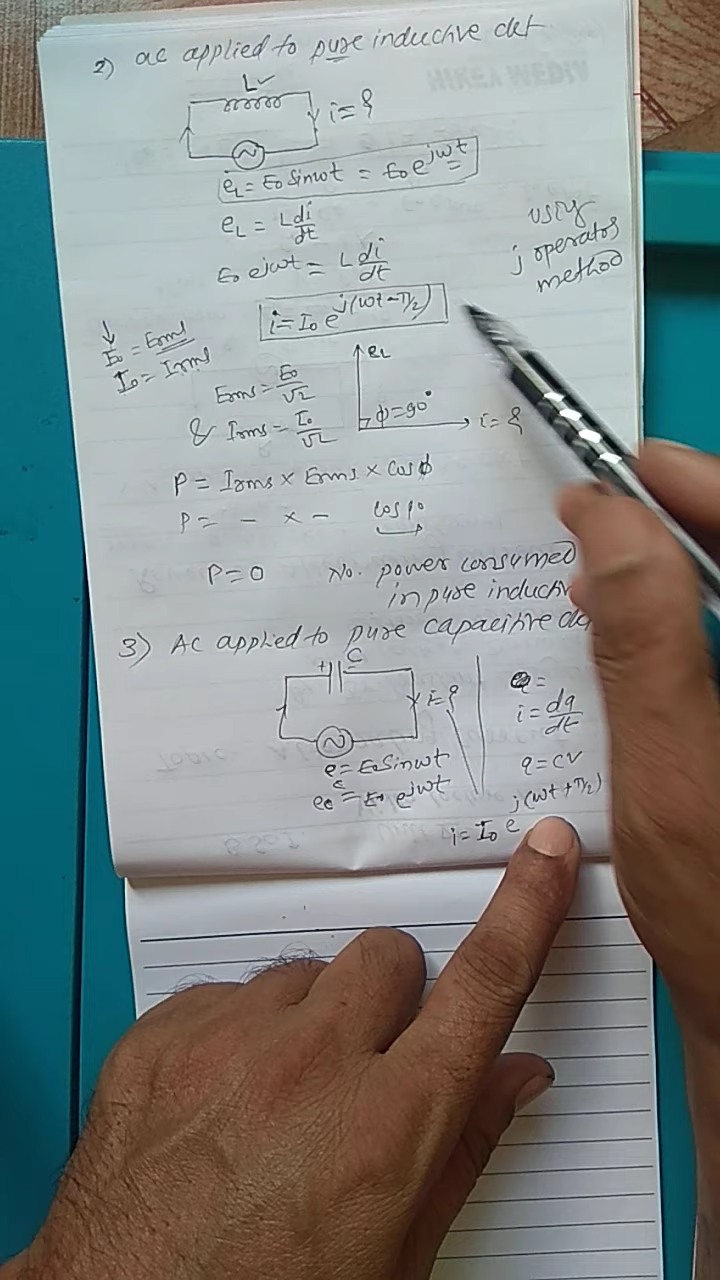 2) ac applied to pure inductive ckt
L
i = ?
eL = E0 Sinωt = E0 e^jωt
eL = L di/dt
E0 e^jωt = L di/dt
using
j operator
method
i = I0 e^j(ωt-π/2)
↓
E0 = Erms
I0 = Irms
Erms = E0/√2
& Irms = I0/√2
eL
ϕ=90°
i = ?
P = Irms × Erms × cos ϕ
P = - × - cos 90
P = 0 No. power consumed
in pure inductiv
3) AC applied to pure capacitive
+ C
i = ?
e = E0 Sinωt
ec = E0 e^jωt
q =
i = dq/dt
q = CV
i = I0 e^j(ωt+π/2)